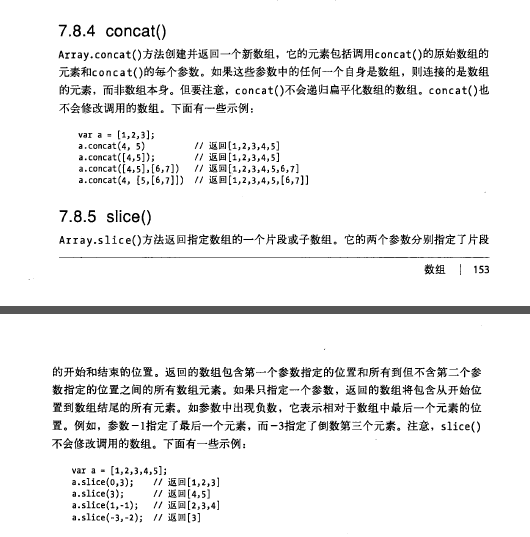 7.8.4 concat()
Array.concat()方法创建并返回一个新数组，它的元素包括调用concat()的原始数组的
元素和concat()的每个参数。如果这些参数中的任何一个自身是数组，则连接的是数组
的元素，而非数组本身。但要注意，concat()不会递归扁平化数组的数组。concat()也
不会修改调用的数组。下面有一些示例：
var a = [1,2,3];
a.concat(4, 5) // 返回[1,2,3,4,5]
a.concat([4,5]); // 返回[1,2,3,4,5]
a.concat([4,5],[6,7]) // 返回[1,2,3,4,5,6,7]
a.concat(4, [5,[6,7]]) // 返回[1,2,3,4,5,[6,7]]
7.8.5 slice()
Array.slice()方法返回指定数组的一个片段或子数组。它的两个参数分别指定了片段
数组 | 153
的开始和结束的位置。返回的数组包含第一个参数指定的位置和所有到但不含第二个参
数指定的位置之间的所有数组元素。如果只指定一个参数，返回的数组将包含从开始位
置到数组结尾的所有元素。如参数中出现负数，它表示相对于数组中最后一个元素的位
置。例如，参数-1指定了最后一个元素，而-3指定了倒数第三个元素。注意，slice()
不会修改调用的数组。下面有一些示例：
var a = [1,2,3,4,5];
a.slice(0,3); // 返回[1,2,3]
a.slice(3); // 返回[4,5]
a.slice(1,-1); // 返回[2,3,4]
a.slice(-3,-2); // 返回[3]